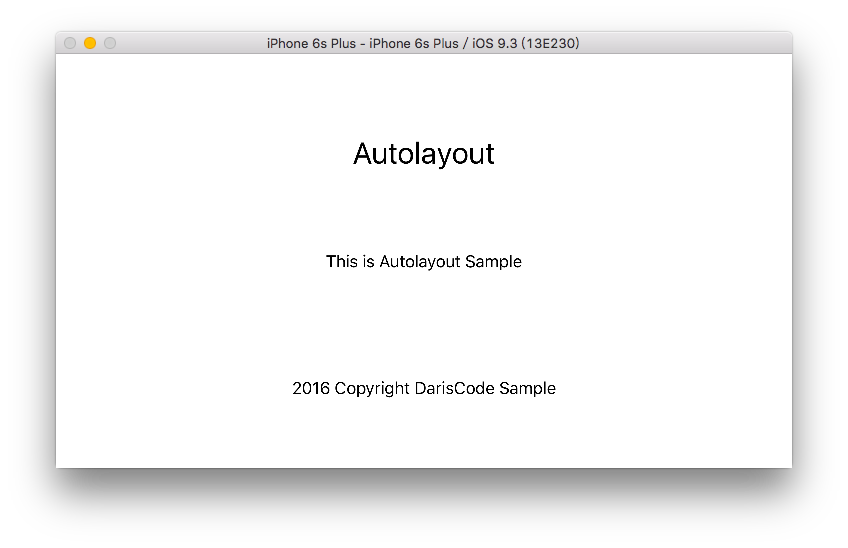 iPhone 6s Plus - iPhone 6s Plus / iOS 9.3 (13E230)
Autolayout
This is Autolayout Sample
2016 Copyright DarisCode Sample